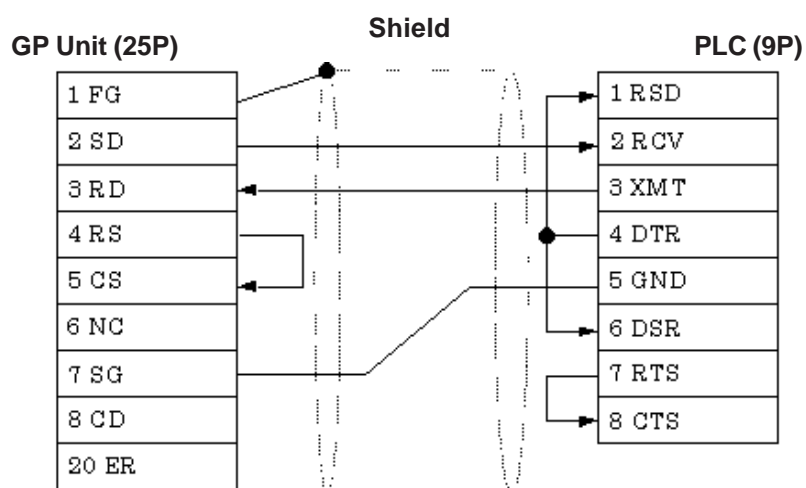 Shield
GP Unit (25P)
PLC (9P)
1 FG
2 SD
3 RD
4 RS
5 CS
6 NC
7 SG
8 CD
20 ER
1 RSD
2 RCV
3 XMT
4 DTR
5 GND
6 DSR
7 RTS
8 CTS